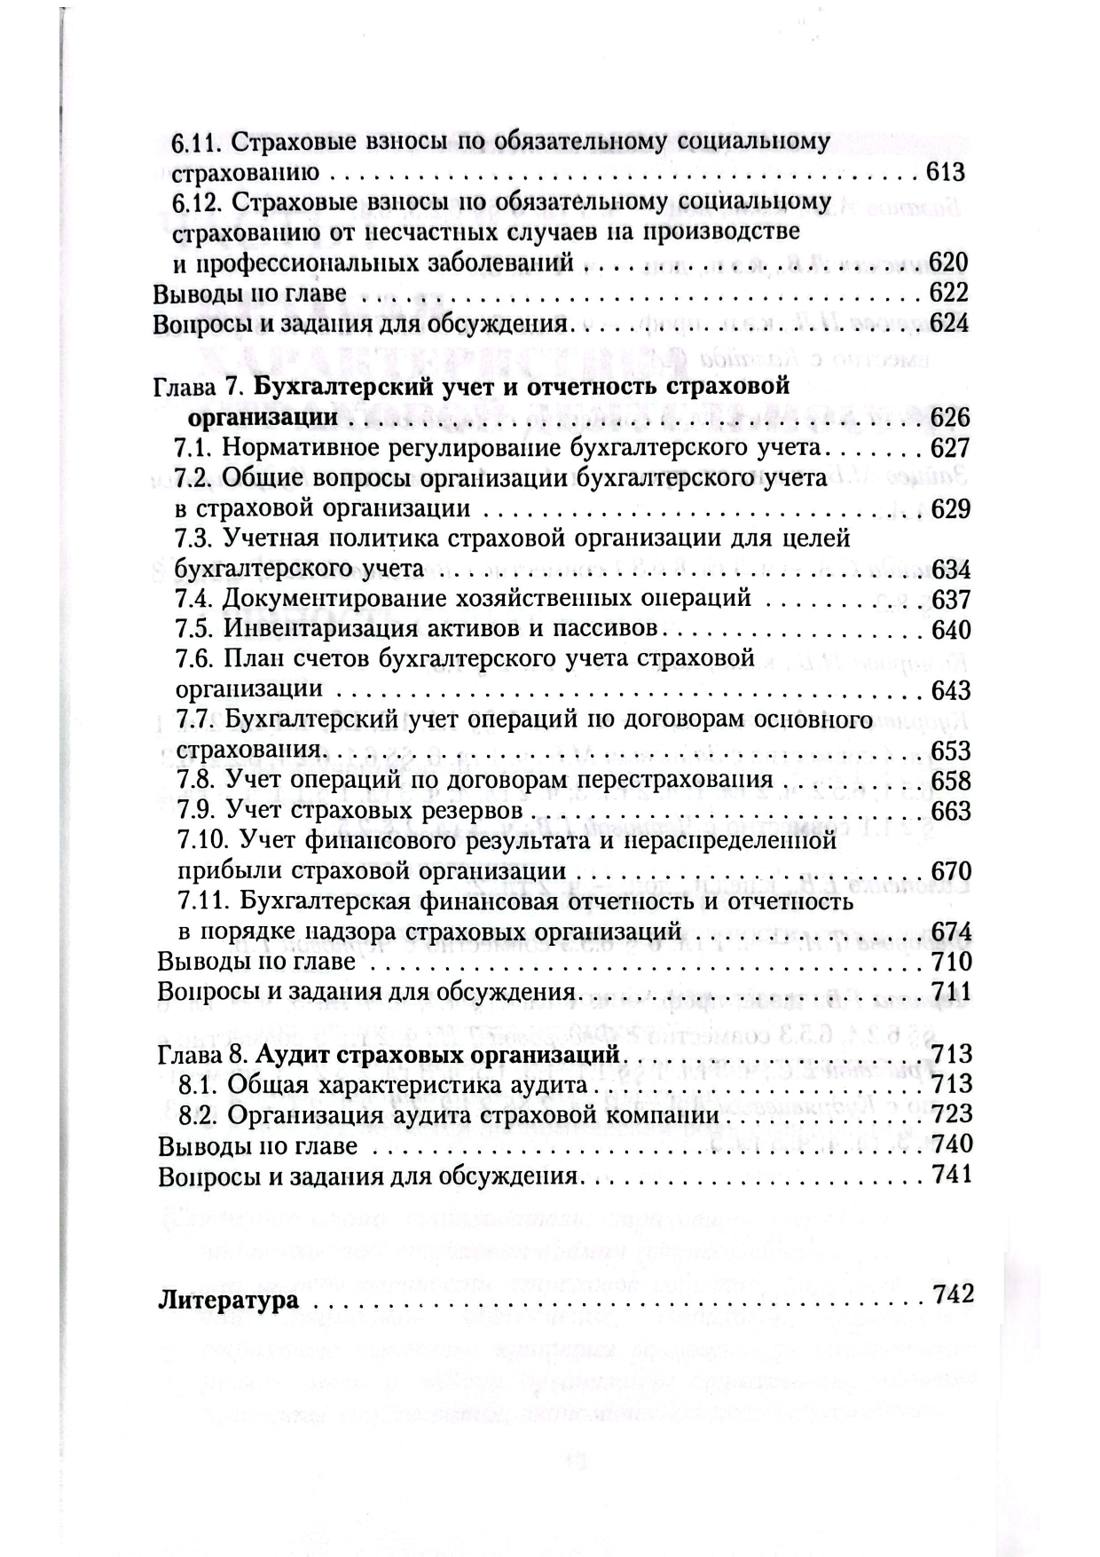 6.11. Страховые взносы по обязательному социальному
страхованию . . . . . . . . . . . . . . . . . . . . . . . . . . . . . . . . . . . . . . . . 613
6.12. Страховые взносы по обязательному социальному
страхованию от несчастных случаев на производстве
и профессиональных заболеваний . . . . . . . . . . . . . . . . . . . . . . . 620
Выводы по главе . . . . . . . . . . . . . . . . . . . . . . . . . . . . . . . . . . . . . . 622
Вопросы и задания для обсуждения. . . . . . . . . . . . . . . . . . . . . . . . 624
Глава 7. Бухгалтерский учет и отчетность страховой
организации . . . . . . . . . . . . . . . . . . . . . . . . . . . . . . . . . . . . . . . 626
7.1. Нормативное регулирование бухгалтерского учета. . . . . . . 627
7.2. Общие вопросы организации бухгалтерского учета
в страховой организации . . . . . . . . . . . . . . . . . . . . . . . . . . . . . . 629
7.3. Учетная политика страховой организации для целей
бухгалтерского учета . . . . . . . . . . . . . . . . . . . . . . . . . . . . . . . . . 634
7.4. Документирование хозяйственных операций . . . . . . . . . . . 637
7.5. Инвентаризация активов и пассивов. . . . . . . . . . . . . . . . . . 640
7.6. План счетов бухгалтерского учета страховой
организации . . . . . . . . . . . . . . . . . . . . . . . . . . . . . . . . . . . . . . . . 643
7.7. Бухгалтерский учет операций по договорам основного
страхования. . . . . . . . . . . . . . . . . . . . . . . . . . . . . . . . . . . . . . . . . 653
7.8. Учет операций по договорам перестрахования . . . . . . . . . . 658
7.9. Учет страховых резервов . . . . . . . . . . . . . . . . . . . . . . . . . . . 663
7.10. Учет финансового результата и нераспределенной
прибыли страховой организации . . . . . . . . . . . . . . . . . . . . . . . . 670
7.11. Бухгалтерская финансовая отчетность и отчетность
в порядке надзора страховых организаций . . . . . . . . . . . . . . . . 674
Выводы по главе . . . . . . . . . . . . . . . . . . . . . . . . . . . . . . . . . . . . . . 710
Вопросы и задания для обсуждения. . . . . . . . . . . . . . . . . . . . . . . . 711
Глава 8. Аудит страховых организаций. . . . . . . . . . . . . . . . . . . . . 713
8.1. Общая характеристика аудита. . . . . . . . . . . . . . . . . . . . . . . 713
8.2. Организация аудита страховой компании. . . . . . . . . . . . . . 723
Выводы по главе . . . . . . . . . . . . . . . . . . . . . . . . . . . . . . . . . . . . . . 740
Вопросы и задания для обсуждения. . . . . . . . . . . . . . . . . . . . . . . . 741
Литература . . . . . . . . . . . . . . . . . . . . . . . . . . . . . . . . . . . . . . . . . . 742